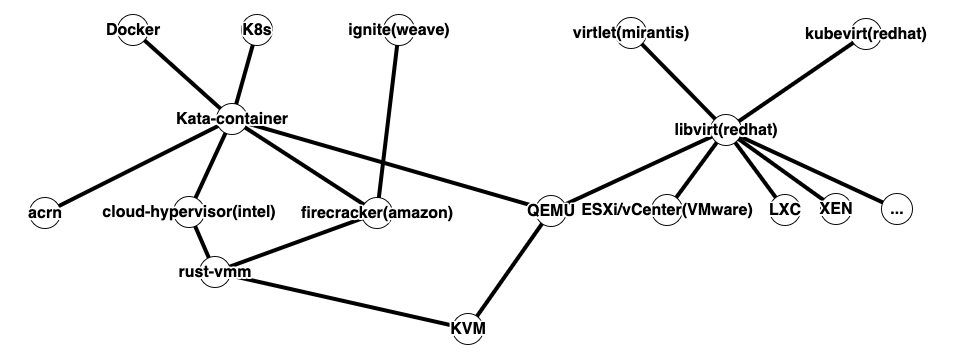 Docker
K8s
ignite(weave)
virtlet(mirantis)
kubevirt(redhat)
Kata-container
libvirt(redhat)
acrn
cloud-hypervisor(intel)
firecracker(amazon)
QEMU
ESXi/vCenter(VMware)
LXC
XEN
...
rust-vmm
KVM